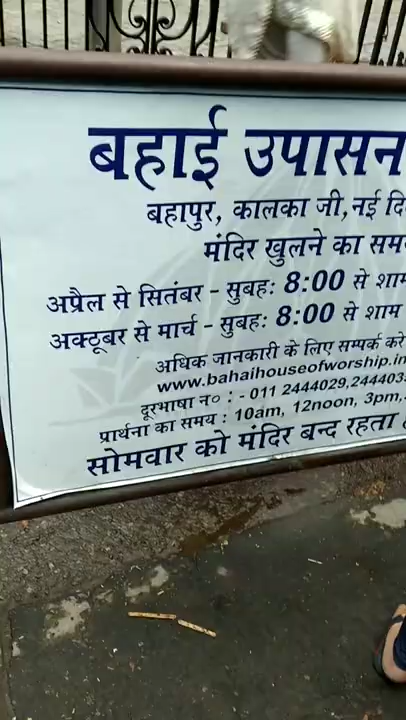 बहाई उपासन
बहापुर, कालका जी, नई दि
मंदिर खुलने का सम
अप्रैल से सितंबर - सुबहः 8:00 से शाम
अक्टूबर से मार्च - सुबहः 8:00 से शाम
अधिक जानकारी के लिए सम्पर्क करे
www.bahaihouseofworship.in
दूरभाषा न० : - 011 2444029,244403
प्रार्थना का समय : 10am, 12noon, 3pm,
सोमवार को मंदिर बन्द रहता